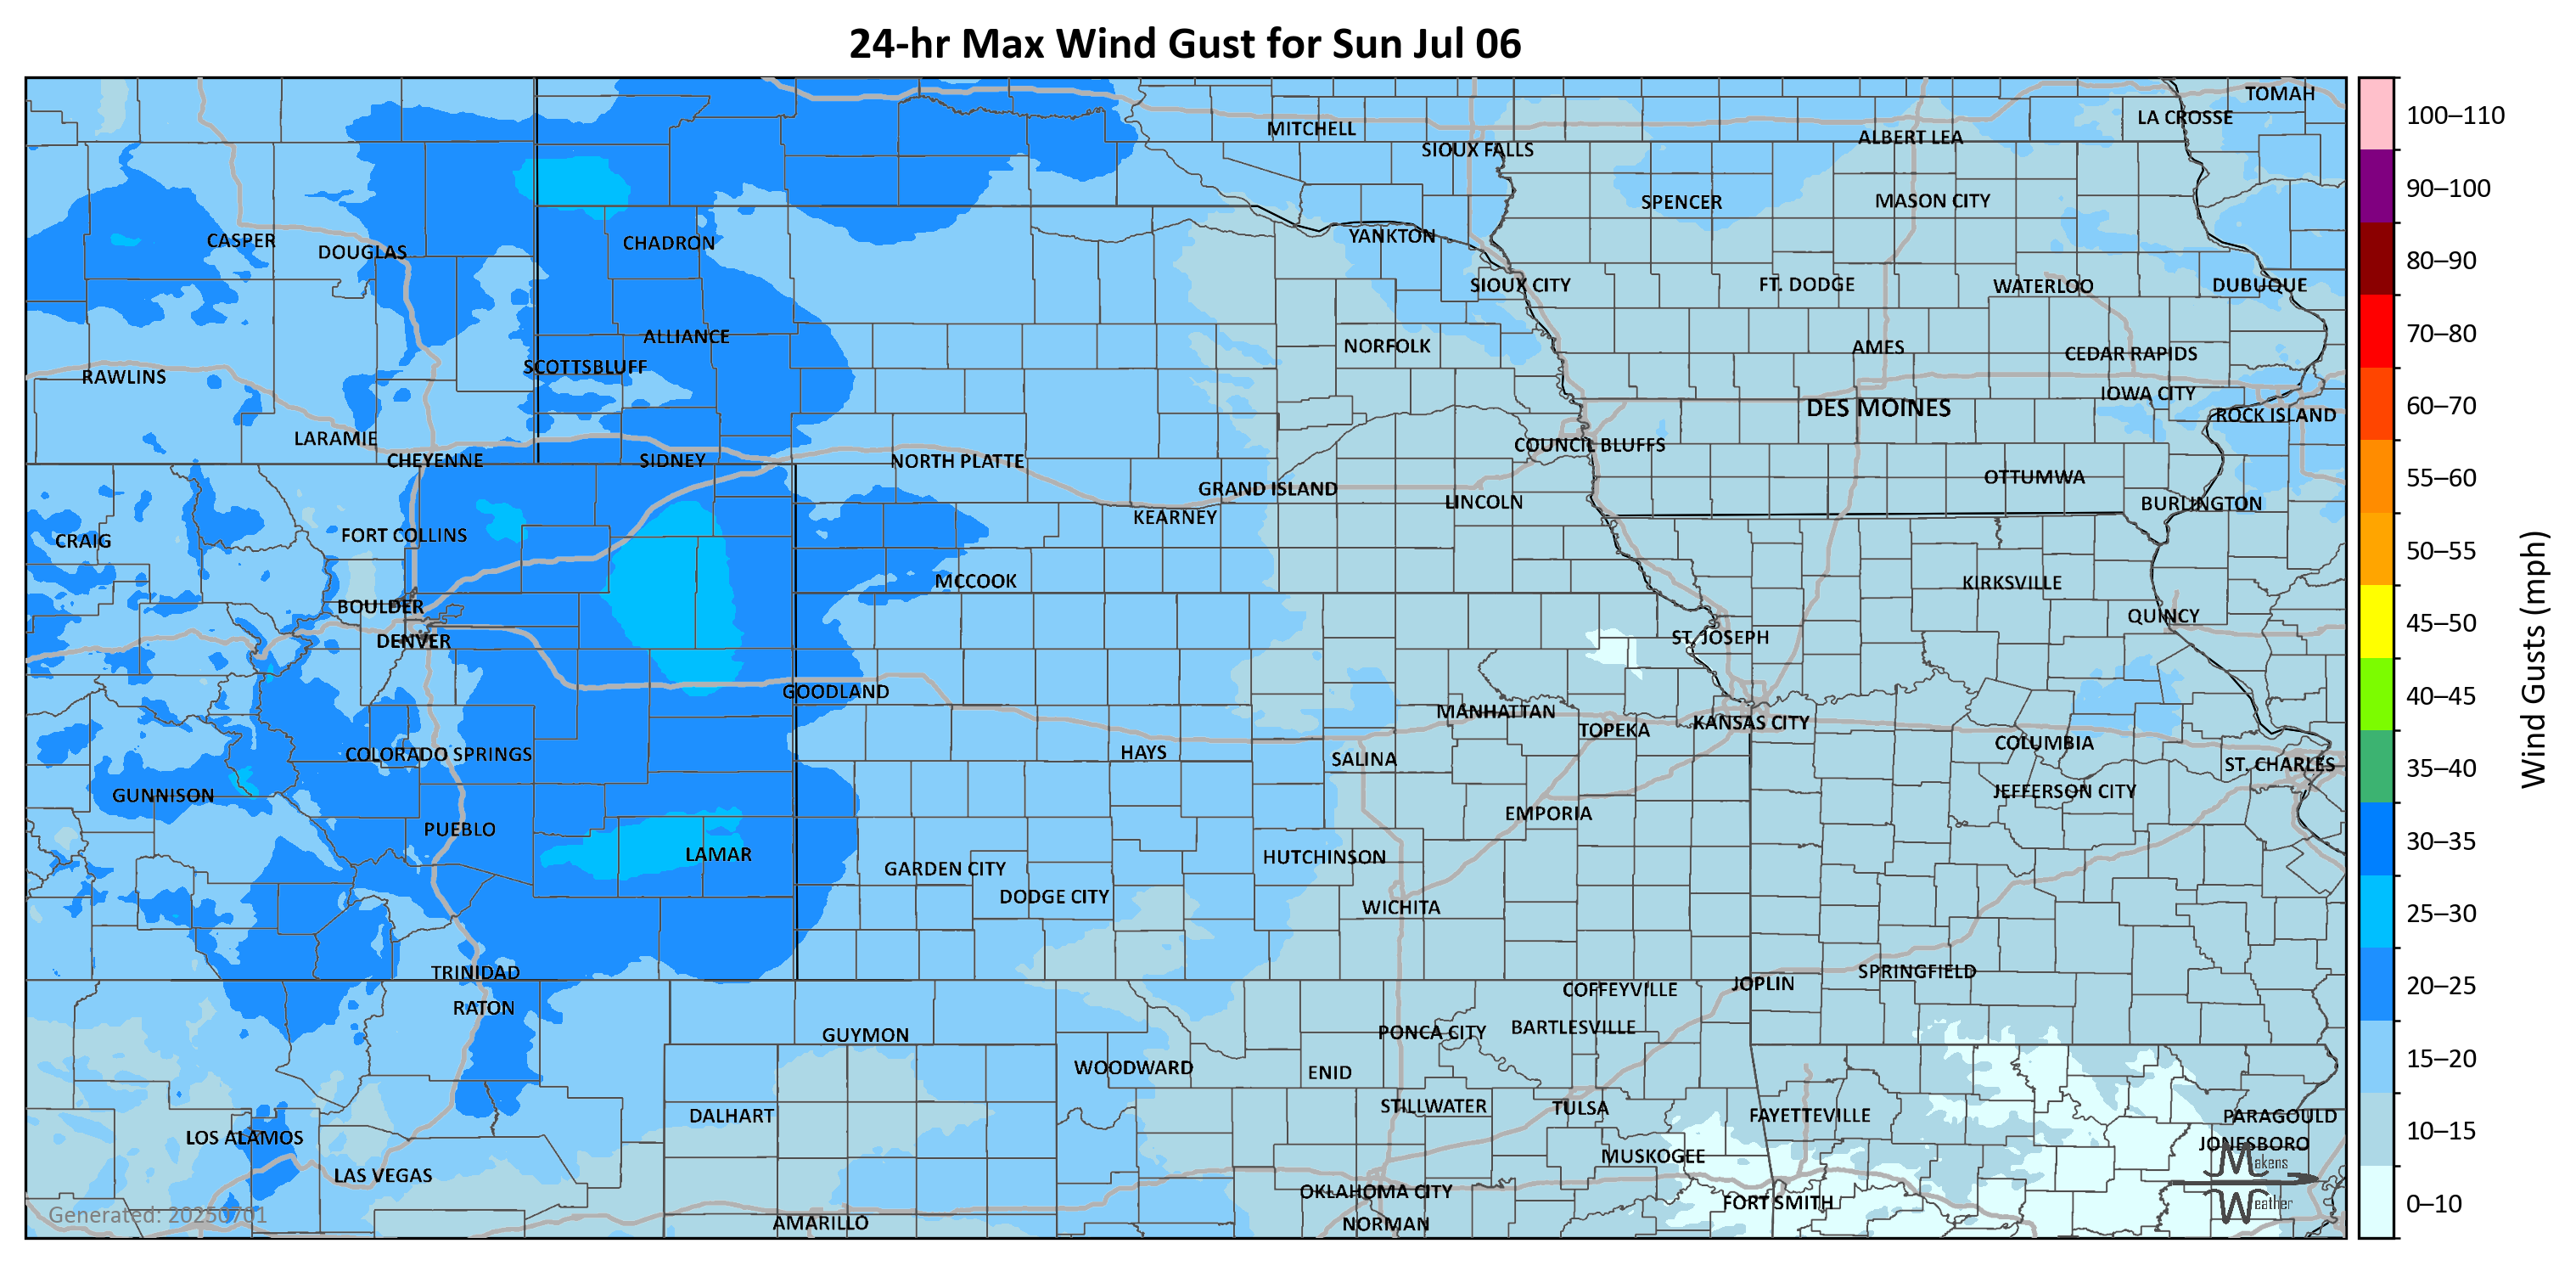 24-hr Max Wind Gust for Sun Jul 06
TOMAH
LA CROSSE
MITCHELL
ALBERT LEA
SIOUX FALLS
SPENCER
MASON CITY
CASPER
DOUGLAS
CHADRON
YANKTON
SIOUX CITY
FT. DODGE
WATERLOO
DUBUQUE
ALLIANCE
NORFOLK
AMES
CEDAR RAPIDS
SCOTTSBLUFF
RAWLINS
IOWA CITY
DES MOINES
ROCK ISLAND
LARAMIE
COUNCIL BLUFFS
CHEYENNE
SIDNEY
NORTH PLATTE
OTTUMWA
GRAND ISLAND
LINCOLN
BURLINGTON
KEARNEY
FORT COLLINS
CRAIG
MCCOOK
KIRKSVILLE
BOULDER
QUINCY
DENVER
ST. JOSEPH
GOODLAND
MANHATTAN
TOPEKA
KANSAS CITY
COLUMBIA
COLORADO SPRINGS
HAYS
SALINA
ST. CHARLES
GUNNISON
JEFFERSON CITY
EMPORIA
PUEBLO
LAMAR
HUTCHINSON
GARDEN CITY
DODGE CITY
WICHITA
TRINIDAD
SPRINGFIELD
JOPLIN
COFFEYVILLE
RATON
GUYMON
PONCA CITY
BARTLESVILLE
WOODWARD
ENID
DALHART
STILLWATER
TULSA
FAYETTEVILLE
PARAGOULD
LOS ALAMOS
JONESBORO
MUSKOGEE
LAS VEGAS
OKLAHOMA CITY
FORT SMITH
AMARILLO
NORMAN
Generated: 20250701
Makens
Weather
100–110
90–100
80–90
70–80
60–70
55–60
50–55
45–50
40–45
35–40
30–35
25–30
20–25
15–20
10–15
0–10
Wind Gusts (mph)